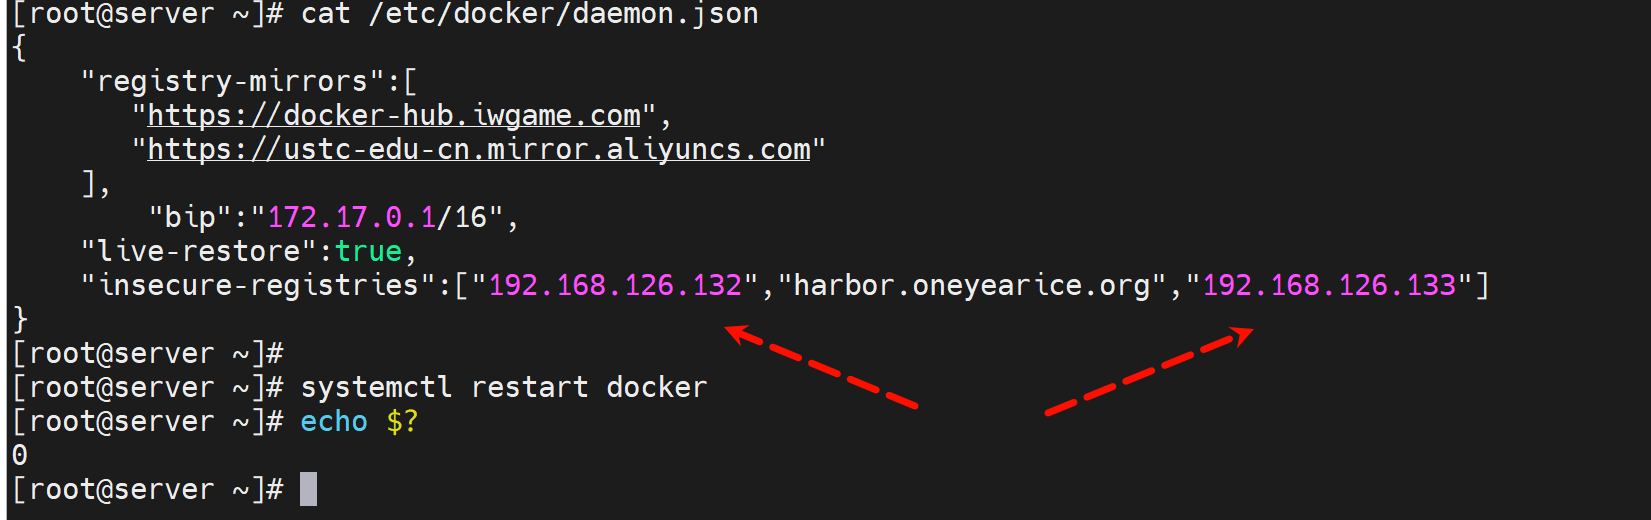 [root@server ~]# cat /etc/docker/daemon.json
{
    "registry-mirrors":[
       "https://docker-hub.iwgame.com",
       "https://ustc-edu-cn.mirror.aliyuncs.com"
    ],
        "bip":"172.17.0.1/16",
    "live-restore":true,
    "insecure-registries":["192.168.126.132","harbor.oneyearice.org","192.168.126.133"]
}
[root@server ~]#
[root@server ~]# systemctl restart docker
[root@server ~]# echo $?
0
[root@server ~]#